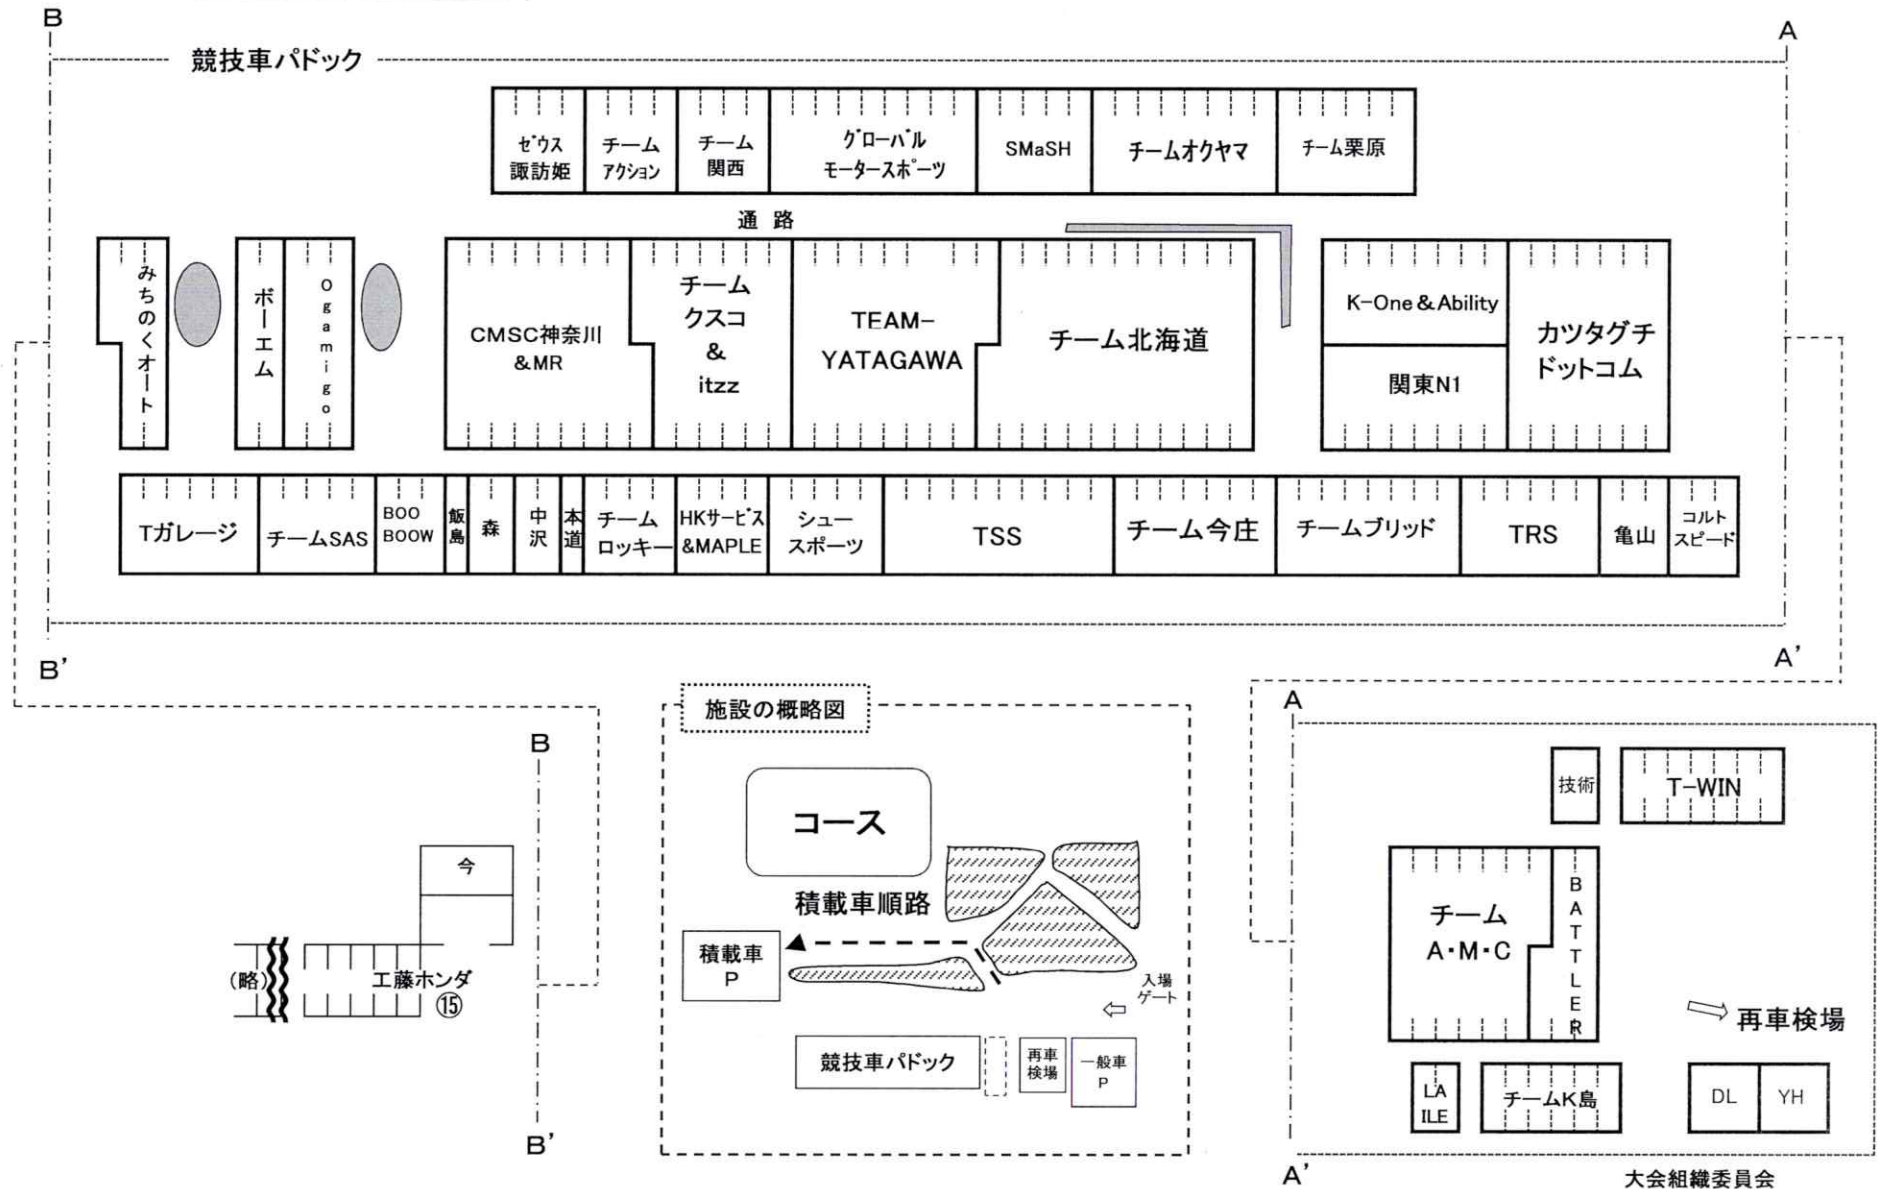 B
A
競技車パドック
ゼウス
諏訪姫
チーム
アクション
チーム
関西
グローバル
モータースポーツ
SMaSH
チームオクヤマ
チーム栗原
通 路
みちのくオート
ボーエム
Ogamigo
CMSC神奈川
&MR
チーム
クスコ
&
itzz
TEAM-
YATAGAWA
チーム北海道
K-One&Ability
関東N1
カツタグチ
ドットコム
Tガレージ
チームSAS
BOO
BOOW
飯島
森
中沢
本道
チーム
ロッキー
HKサービス
&MAPLE
シュー
スポーツ
TSS
チーム今庄
チームブリッド
TRS
亀山
コルト
スピード
B'
A'
B
今
(略)
工藤ホンダ
⑮
B'
施設の概略図
コース
積載車順路
積載車
P
入場
ゲート
競技車パドック
再車
検場
一般車
P
A
技術
T-WIN
チーム
A・M・C
BATTLER
再車検場
LA
ILE
チームK島
DL
YH
A'
大会組織委員会